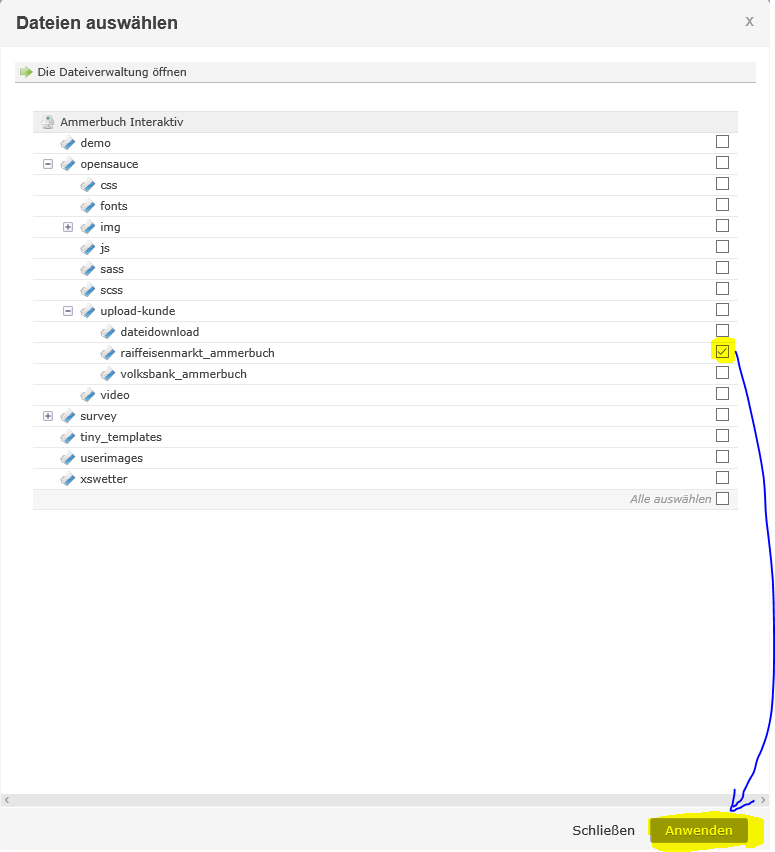 Dateien auswählen
x
Die Dateiverwaltung öffnen
Ammerbuch Interaktiv
demo
opensauce
css
fonts
img
js
sass
scss
upload-kunde
dateidownload
raiffeisenmarkt_ammerbuch
volksbank_ammerbuch
video
survey
tiny_templates
userimages
xswetter
Alle auswählen
Schließen Anwenden